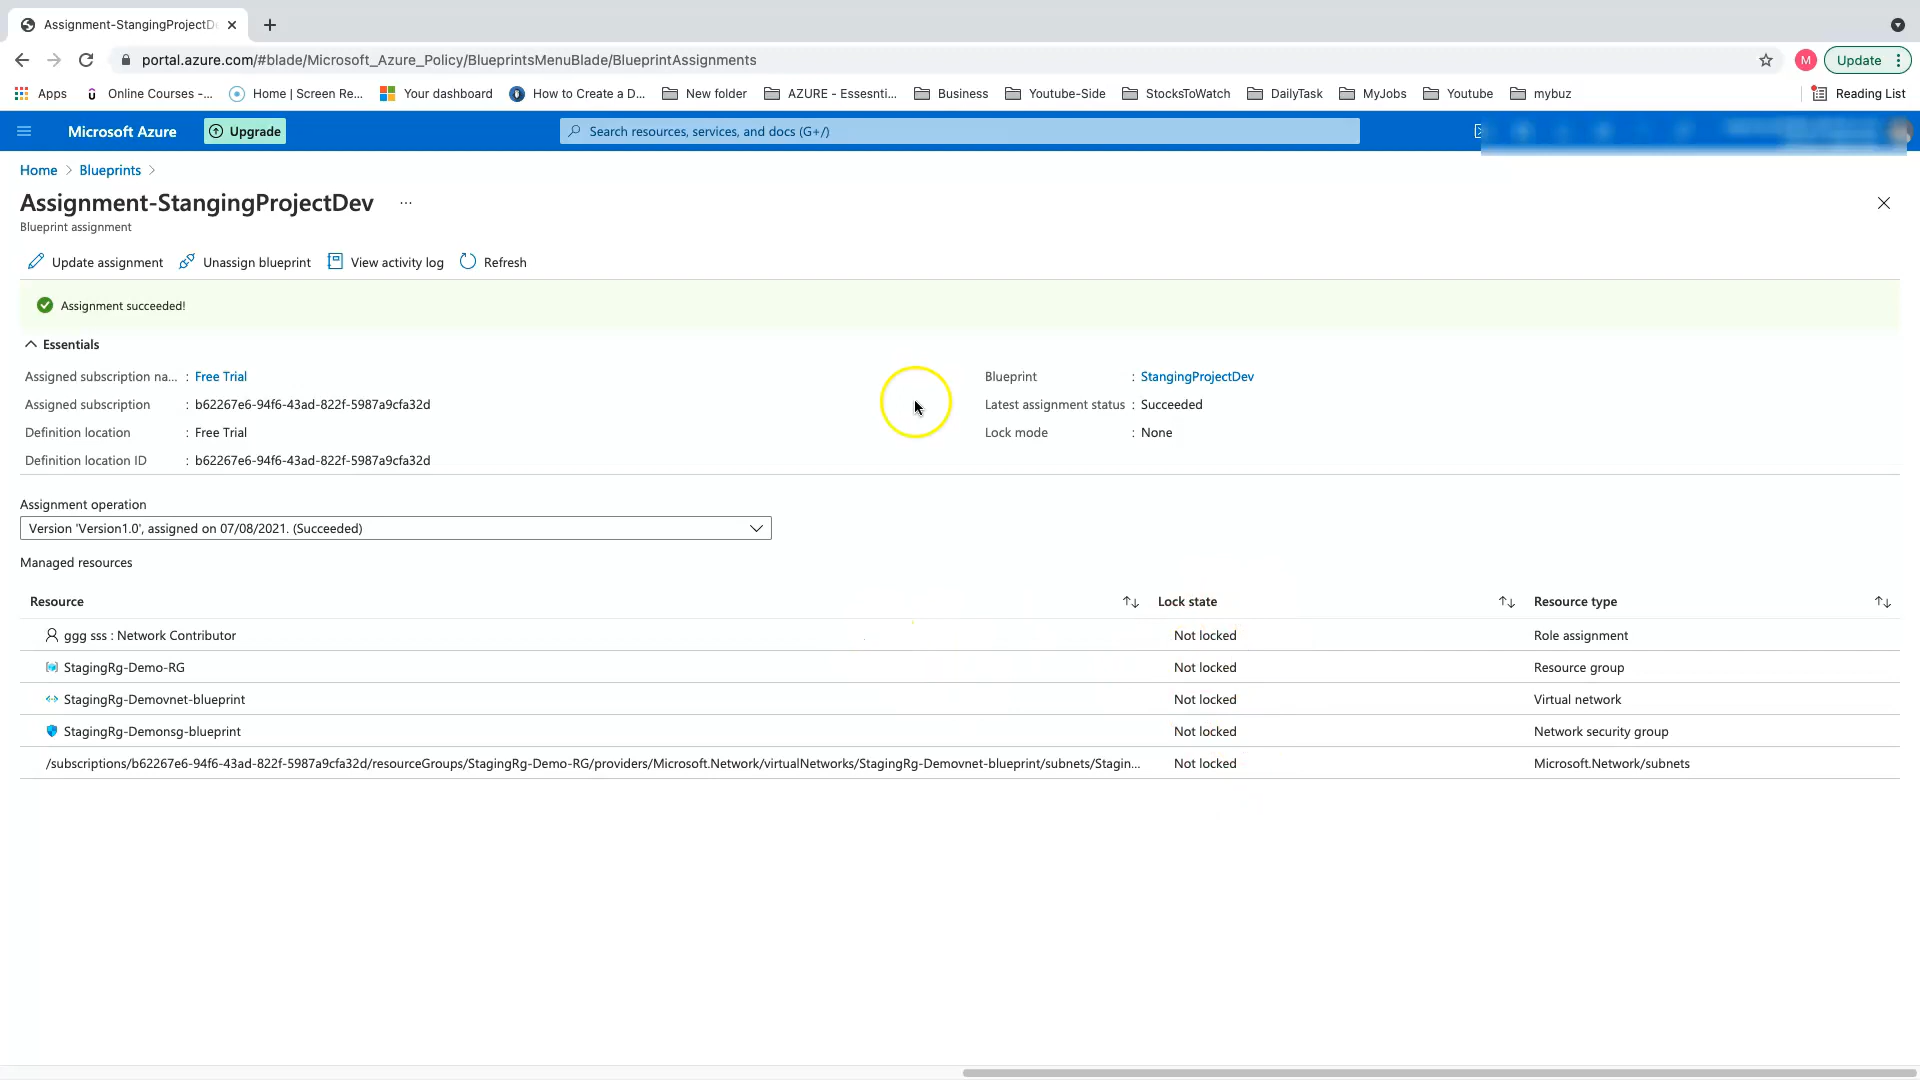 Assignment-StangingProjectD
portal.azure.com/#blade/Microsoft_Azure_Policy/BlueprintsMenuBlade/BlueprintAssignments
M
Update
Apps
Online Courses -...
Home | Screen Re...
Your dashboard
How to Create a D...
New folder
AZURE - Essesnti...
Business
Youtube-Side
StocksToWatch
DailyTask
MyJobs
Youtube
mybuz
Reading List
Microsoft Azure
Upgrade
Search resources, services, and docs (G+/)
Home > Blueprints >
Assignment-StangingProjectDev ...
Blueprint assignment
Update assignment
Unassign blueprint
View activity log
Refresh
Assignment succeeded!
Essentials
Assigned subscription na... : Free Trial
Assigned subscription : b62267e6-94f6-43ad-822f-5987a9cfa32d
Definition location : Free Trial
Definition location ID : b62267e6-94f6-43ad-822f-5987a9cfa32d
Blueprint : StangingProjectDev
Latest assignment status : Succeeded
Lock mode : None
Assignment operation
Version 'Version1.0', assigned on 07/08/2021. (Succeeded)
Managed resources
Resource Lock state Resource type
ggg sss : Network Contributor Not locked Role assignment
StagingRg-Demo-RG Not locked Resource group
StagingRg-Demovnet-blueprint Not locked Virtual network
StagingRg-Demonsg-blueprint Not locked Network security group
/subscriptions/b62267e6-94f6-43ad-822f-5987a9cfa32d/resourceGroups/StagingRg-Demo-RG/providers/Microsoft.Network/virtualNetworks/StagingRg-Demovnet-blueprint/subnets/Stagin... Not locked Microsoft.Network/subnets